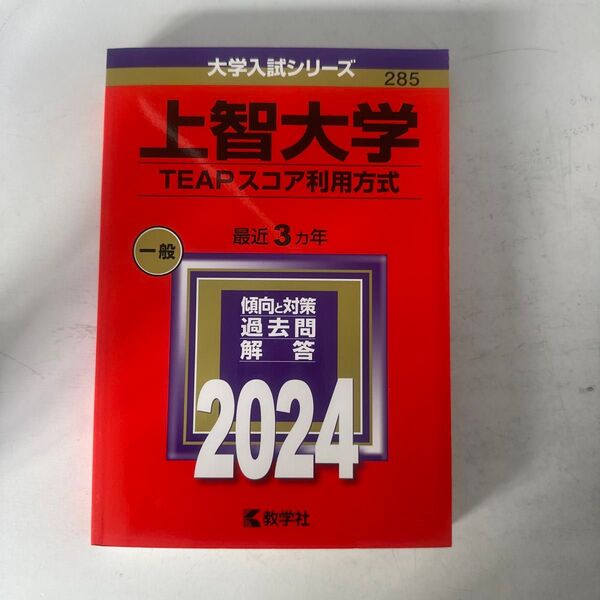 大学入試シリーズ
285
上智大学
TEAPスコア利用方式
最近3カ年
一般
傾向と対策
過去問
解答
2024
教学社